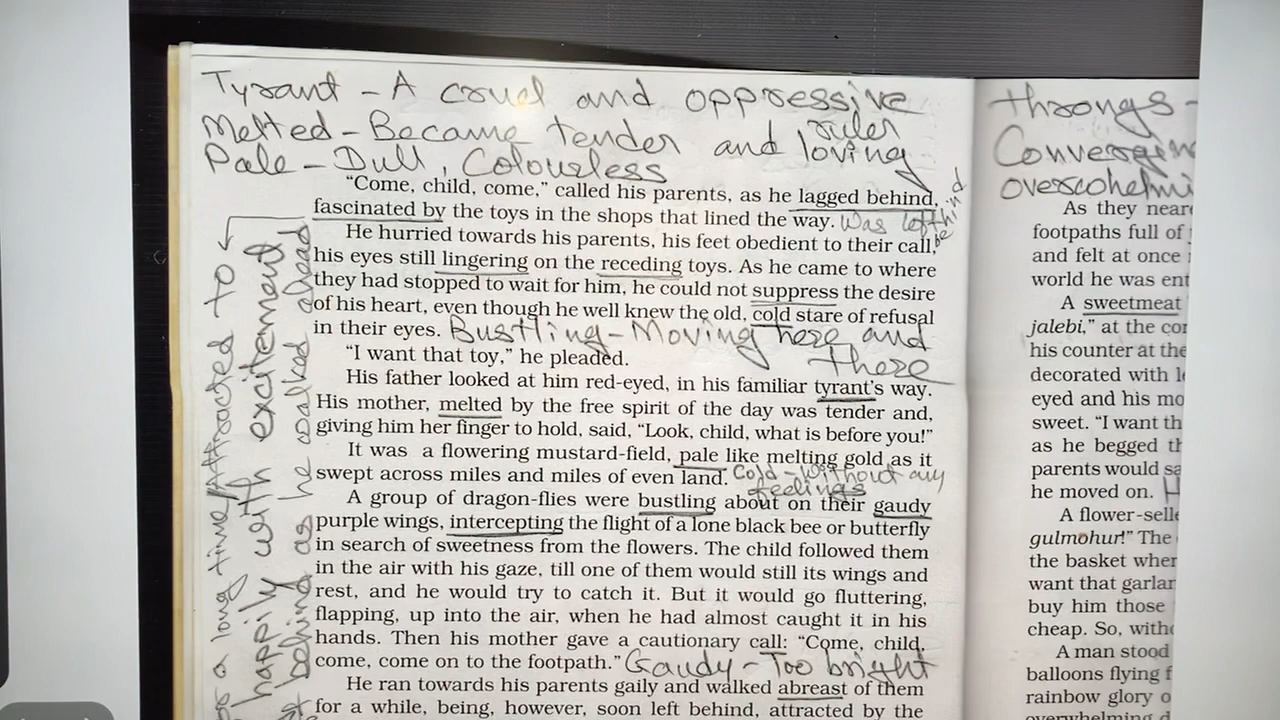 Tyrant - A cruel and oppressive
ruler
Melted - Became tender and loving
Pale - Dull, Colourless
"Come, child, come," called his parents, as he lagged behind,
fascinated by the toys in the shops that lined the way. Was left behind
He hurried towards his parents, his feet obedient to their call,
his eyes still lingering on the receding toys. As he came to where
they had stopped to wait for him, he could not suppress the desire
of his heart, even though he well knew the old, cold stare of refusal
in their eyes. Bustling - Moving here and
there
"I want that toy," he pleaded.
His father looked at him red-eyed, in his familiar tyrant's way.
His mother, melted by the free spirit of the day was tender and,
giving him her finger to hold, said, "Look, child, what is before you!"
It was a flowering mustard-field, pale like melting gold as it
swept across miles and miles of even land. Cold - Without any
feelings
A group of dragon-flies were bustling about on their gaudy
purple wings, intercepting the flight of a lone black bee or butterfly
in search of sweetness from the flowers. The child followed them
in the air with his gaze, till one of them would still its wings and
rest, and he would try to catch it. But it would go fluttering,
flapping, up into the air, when he had almost caught it in his
hands. Then his mother gave a cautionary call: "Come, child,
come, come on to the footpath." Gaudy - Too bright
He ran towards his parents gaily and walked abreast of them
for a while, being, however, soon left behind, attracted by the
a long time/Attracted to
happily with excitement
behind as he walked ahead
throngs -
Converg
As they near
footpaths full of
and felt at once
world he was ent
A sweetmeat
jalebi," at the cor
his counter at the
decorated with l
eyed and his mo
sweet. "I want th
as he begged th
parents would sa
he moved on. H
A flower-selle
gulmohur!" The
the basket wher
want that garlan
buy him those
cheap. So, witho
A man stood
balloons flying f
rainbow glory o
overwhelming d